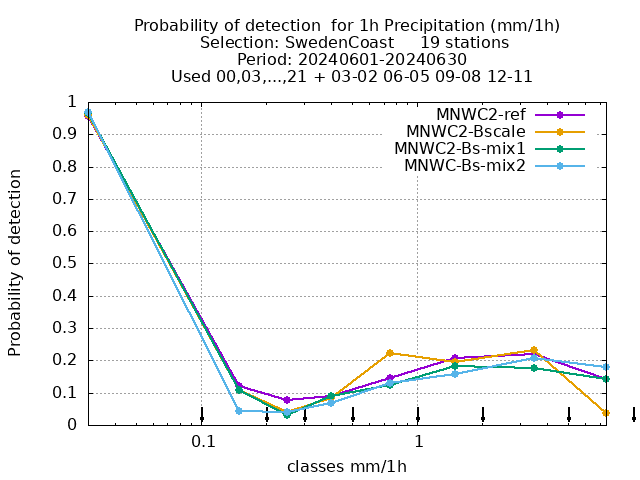 Probability of detection  for 1h Precipitation (mm/1h)
Selection: SwedenCoast     19 stations
Period: 20240601-20240630
Used 00,03,...,21 + 03-02 06-05 09-08 12-11
MNWC2-ref
MNWC2-Bscale
MNWC2-Bs-mix1
MNWC-Bs-mix2
Probability of detection
1
0.9
0.8
0.7
0.6
0.5
0.4
0.3
0.2
0.1
0
0.1 1
classes mm/1h